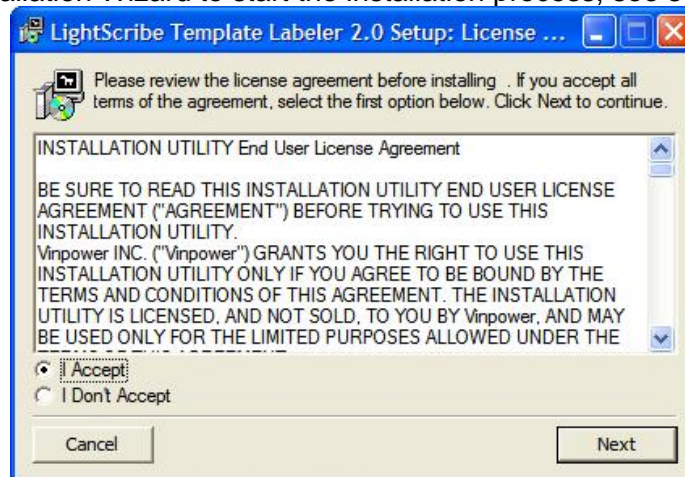 LightScribe Template Labeler 2.0 Setup: License ...
Please review the license agreement before installing . If you accept all
terms of the agreement, select the first option below. Click Next to continue.
INSTALLATION UTILITY End User License Agreement
BE SURE TO READ THIS INSTALLATION UTILITY END USER LICENSE
AGREEMENT ("AGREEMENT") BEFORE TRYING TO USE THIS
INSTALLATION UTILITY.
Vinpower INC. ("Vinpower") GRANTS YOU THE RIGHT TO USE THIS
INSTALLATION UTILITY ONLY IF YOU AGREE TO BE BOUND BY THE
TERMS AND CONDITIONS OF THIS AGREEMENT. THE INSTALLATION
UTILITY IS LICENSED, AND NOT SOLD, TO YOU BY Vinpower, AND MAY
BE USED ONLY FOR THE LIMITED PURPOSES ALLOWED UNDER THE
I Accept
I Don't Accept
Cancel
Next